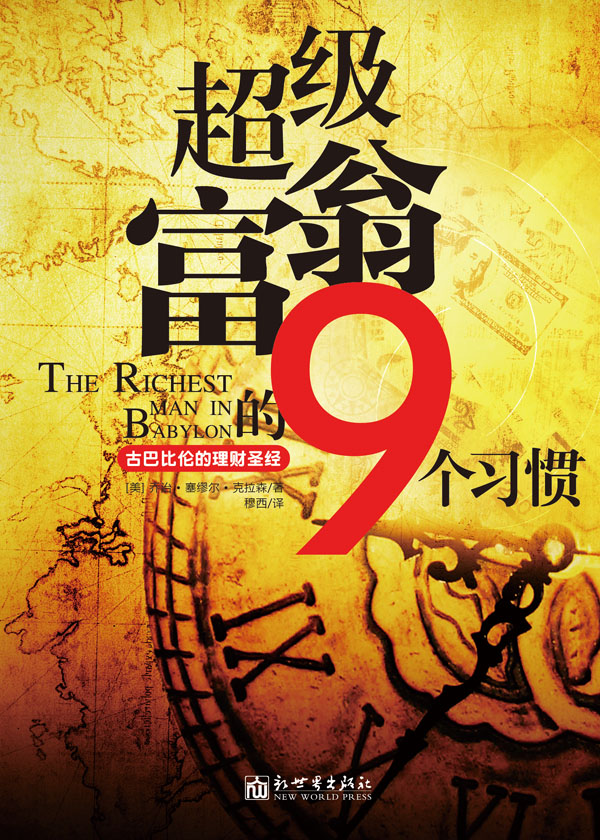 超级
富翁
的9个习惯
THE RICHEST
MAN IN
BABYLON
古巴比伦的理财圣经
[美] 乔治·塞缪尔·克拉森/著
穆西/译
IX
X
新世界出版社
NEW WORLD PRESS